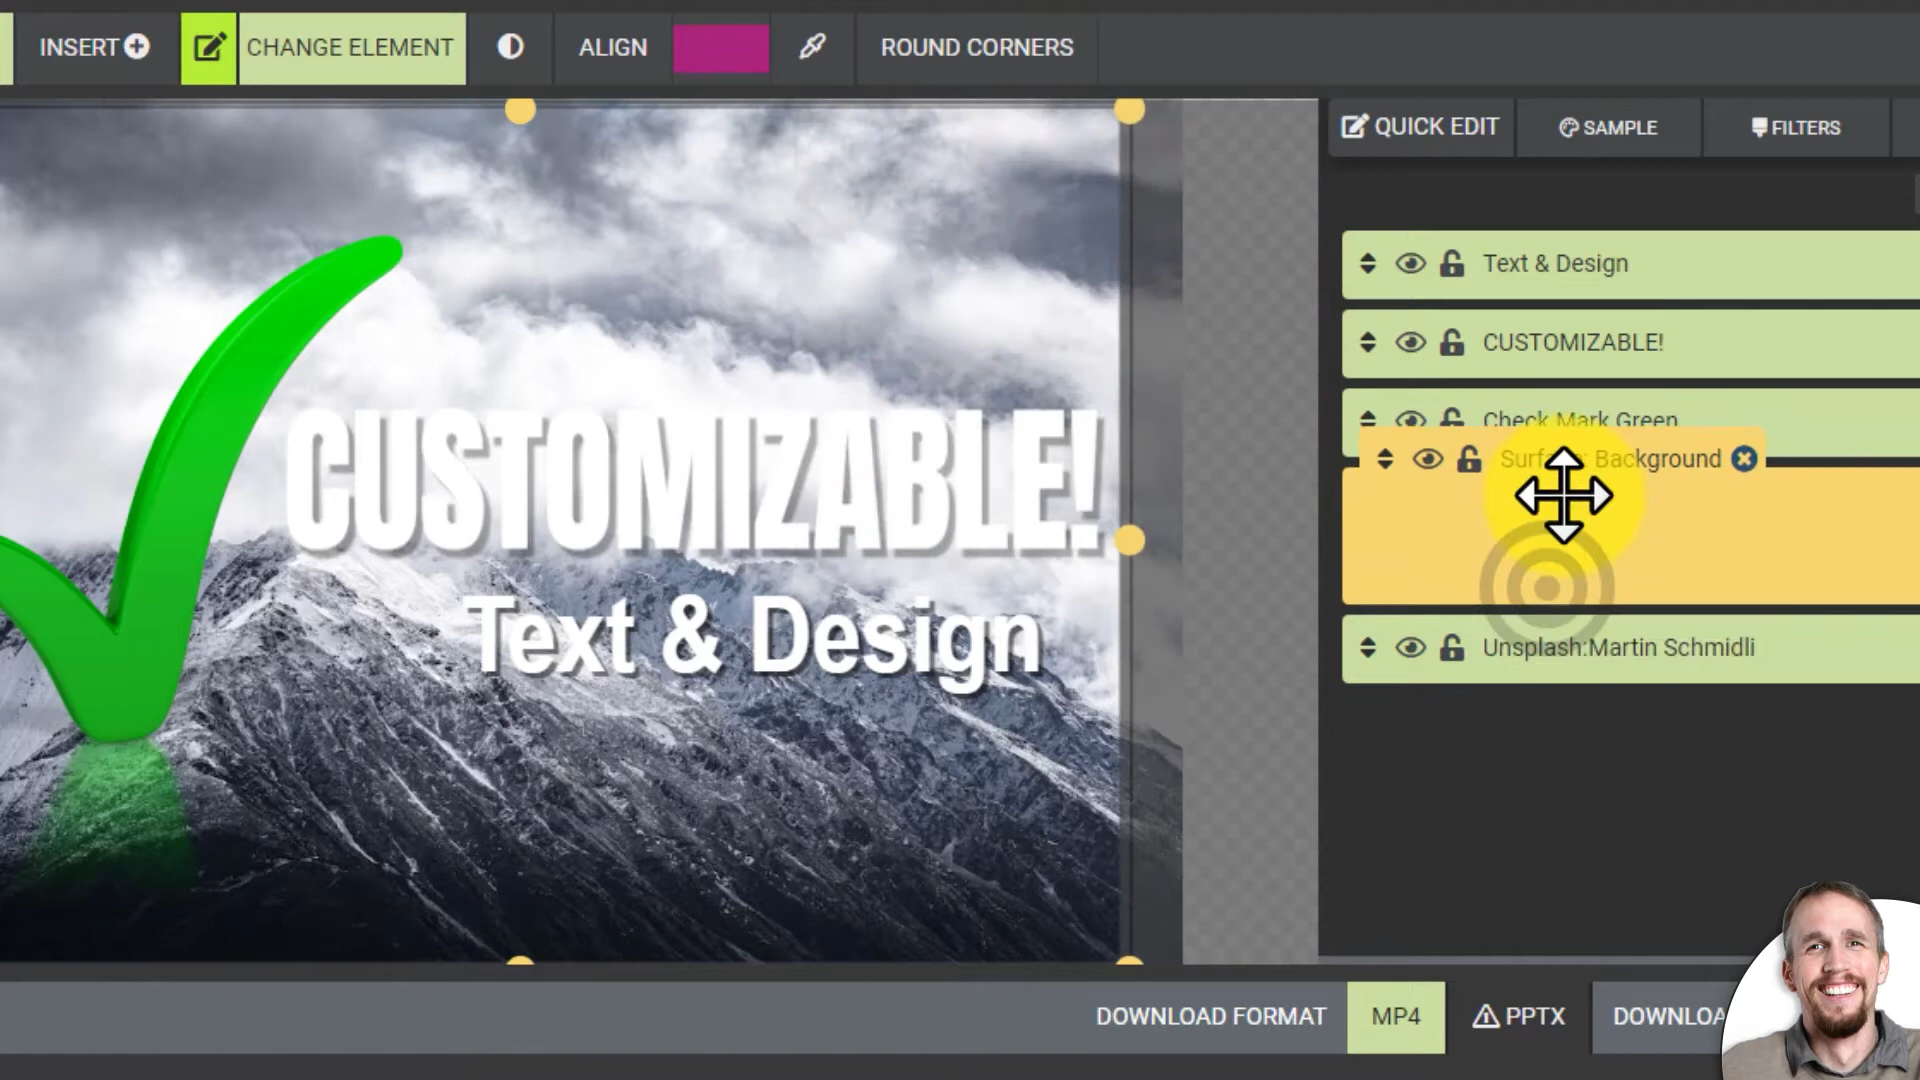 INSERT
CHANGE ELEMENT
ALIGN
ROUND CORNERS
QUICK EDIT
SAMPLE
FILTERS
Text & Design
CUSTOMIZABLE!
Check Mark Green
Background
Unsplash:Martin Schmidli
CUSTOMIZABLE!
Text & Design
DOWNLOAD FORMAT
MP4
PPTX